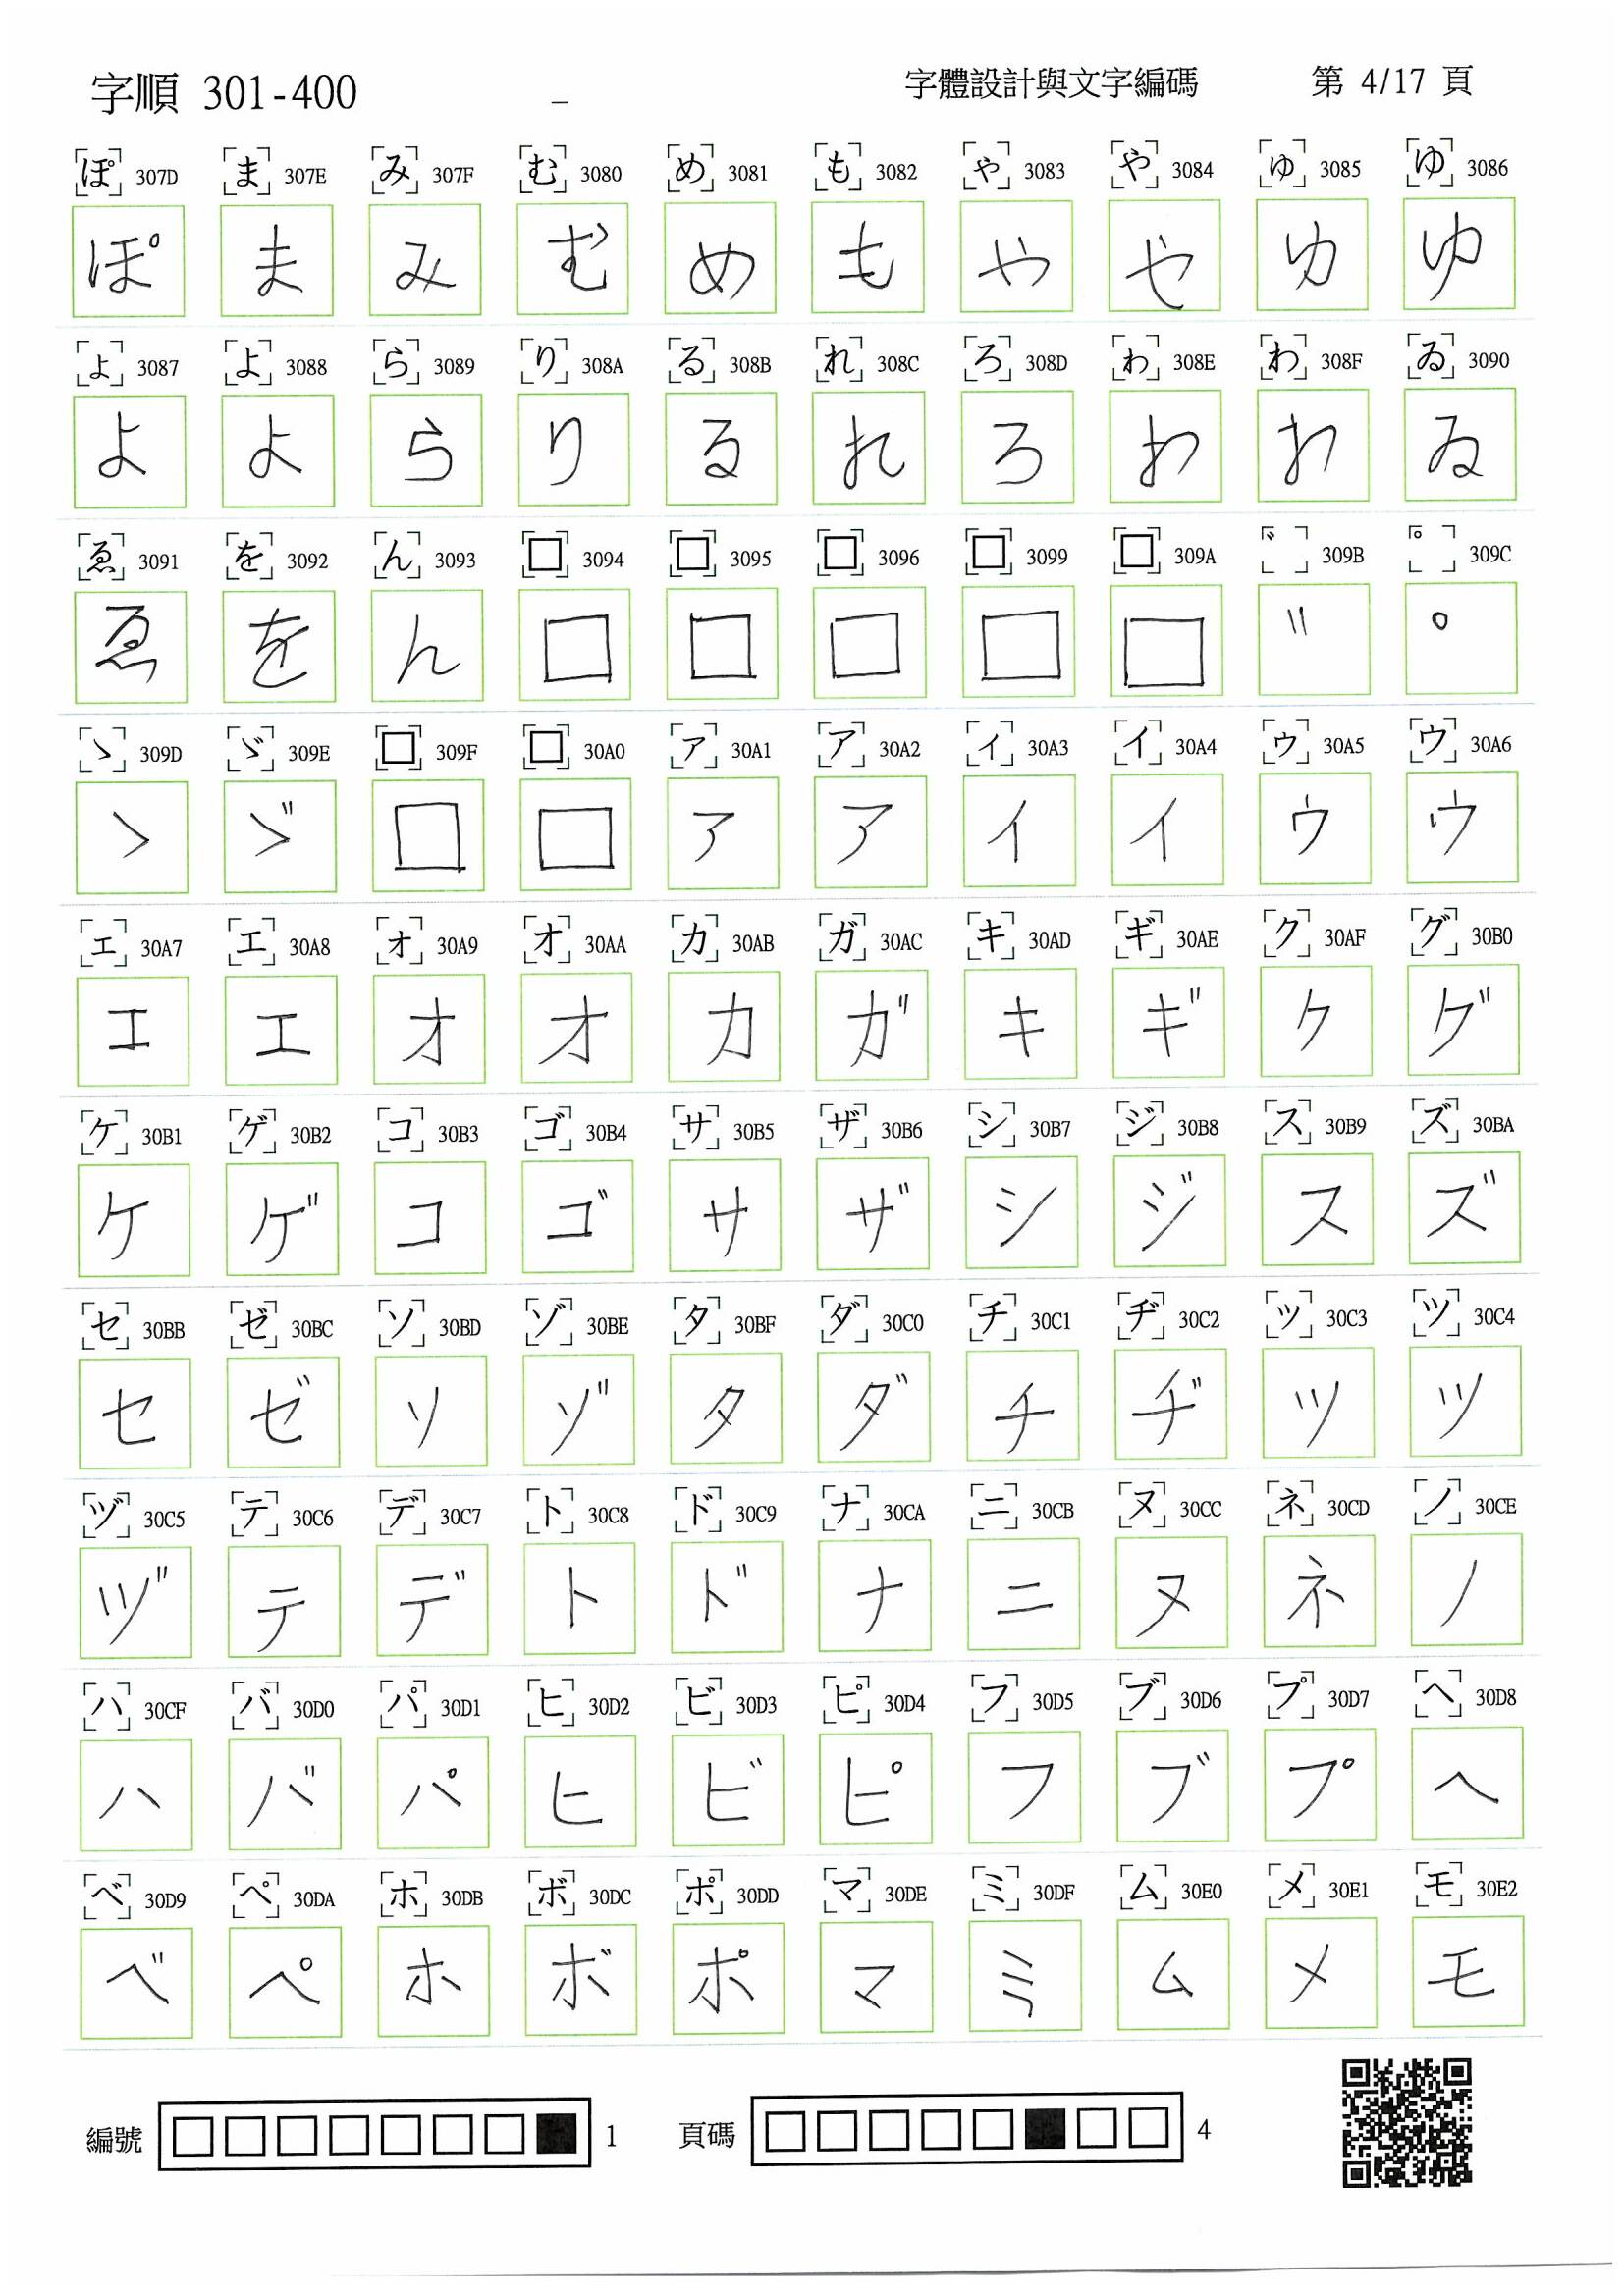 字順 301-400 _ 字體設計與文字編碼 第 4/17 頁
ぽ 307D ま 307E み 307F む 3080 め 3081 も 3082 ゃ 3083 や 3084 ゅ 3085 ゆ 3086
ぽ ま み む め も ゃ や ゅ ゆ
ょ 3087 よ 3088 ら 3089 り 308A る 308B れ 308C ろ 308D ゎ 308E わ 308F ゐ 3090
ょ よ ら り る れ ろ ゎ わ ゐ
ゑ 3091 を 3092 ん 3093 □ 3094 □ 3095 □ 3096 □ 3099 □ 309A ゛ 309B ゜ 309C
ゑ を ん □ □ □ □ □ ゛ ゜
ゝ 309D ゞ 309E □ 309F □ 30A0 ァ 30A1 ア 30A2 ィ 30A3 イ 30A4 ゥ 30A5 ウ 30A6
ゝ ゞ □ □ ァ ア ィ イ ゥ ウ
ェ 30A7 エ 30A8 ォ 30A9 オ 30AA カ 30AB ガ 30AC キ 30AD ギ 30AE ク 30AF グ 30B0
ェ エ ォ オ カ ガ キ ギ ク グ
ケ 30B1 ゲ 30B2 コ 30B3 ゴ 30B4 サ 30B5 ザ 30B6 シ 30B7 ジ 30B8 ス 30B9 ズ 30BA
ケ ゲ コ ゴ サ ザ シ ジ ス ズ
セ 30BB ゼ 30BC ソ 30BD ゾ 30BE タ 30BF ダ 30C0 チ 30C1 ヂ 30C2 ッ 30C3 ツ 30C4
セ ゼ ソ ゾ タ ダ チ ヂ ッ ツ
ヅ 30C5 テ 30C6 デ 30C7 ト 30C8 ド 30C9 ナ 30CA ニ 30CB ヌ 30CC ネ 30CD ノ 30CE
ヅ テ デ ト ド ナ ニ ヌ ネ ノ
ハ 30CF バ 30D0 パ 30D1 ヒ 30D2 ビ 30D3 ピ 30D4 フ 30D5 ブ 30D6 プ 30D7 ヘ 30D8
ハ バ パ ヒ ビ ピ フ ブ プ ヘ
ベ 30D9 ペ 30DA ホ 30DB ボ 30DC ポ 30DD マ 30DE ミ 30DF ム 30E0 メ 30E1 モ 30E2
ベ ペ ホ ボ ポ マ ミ ム メ モ
編號 □□□□□□□■ 1 頁碼 □□□□□■□□ 4